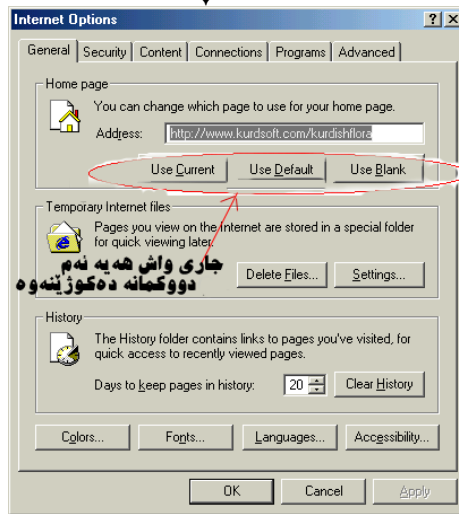 Internet Options
General Security Content Connections Programs Advanced
Home page
You can change which page to use for your home page.
Address: http://www.kurdsoft.com/kurdishflora
Use Current Use Default Use Blank
Temporary Internet files
Pages you view on the Internet are stored in a special folder
for quick viewing later.
جاری واش هەیە ئەم
دووکمانە دەکوژێنەوە
Delete Files... Settings...
History
The History folder contains links to pages you've visited, for
quick access to recently viewed pages.
Days to keep pages in history: 20 Clear History
Colors... Fonts... Languages... Accessibility...
OK Cancel Apply